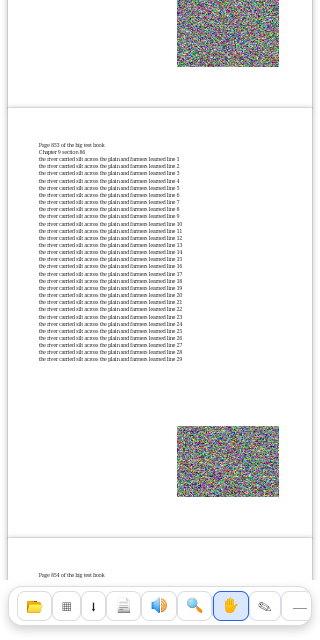 Page 853 of the big test book
Chapter 9 section 86
the river carried silt across the plain and farmers learned line 1
the river carried silt across the plain and farmers learned line 2
the river carried silt across the plain and farmers learned line 3
the river carried silt across the plain and farmers learned line 4
the river carried silt across the plain and farmers learned line 5
the river carried silt across the plain and farmers learned line 6
the river carried silt across the plain and farmers learned line 7
the river carried silt across the plain and farmers learned line 8
the river carried silt across the plain and farmers learned line 9
the river carried silt across the plain and farmers learned line 10
the river carried silt across the plain and farmers learned line 11
the river carried silt across the plain and farmers learned line 12
the river carried silt across the plain and farmers learned line 13
the river carried silt across the plain and farmers learned line 14
the river carried silt across the plain and farmers learned line 15
the river carried silt across the plain and farmers learned line 16
the river carried silt across the plain and farmers learned line 17
the river carried silt across the plain and farmers learned line 18
the river carried silt across the plain and farmers learned line 19
the river carried silt across the plain and farmers learned line 20
the river carried silt across the plain and farmers learned line 21
the river carried silt across the plain and farmers learned line 22
the river carried silt across the plain and farmers learned line 23
the river carried silt across the plain and farmers learned line 24
the river carried silt across the plain and farmers learned line 25
the river carried silt across the plain and farmers learned line 26
the river carried silt across the plain and farmers learned line 27
the river carried silt across the plain and farmers learned line 28
the river carried silt across the plain and farmers learned line 29
Page 854 of the big test book